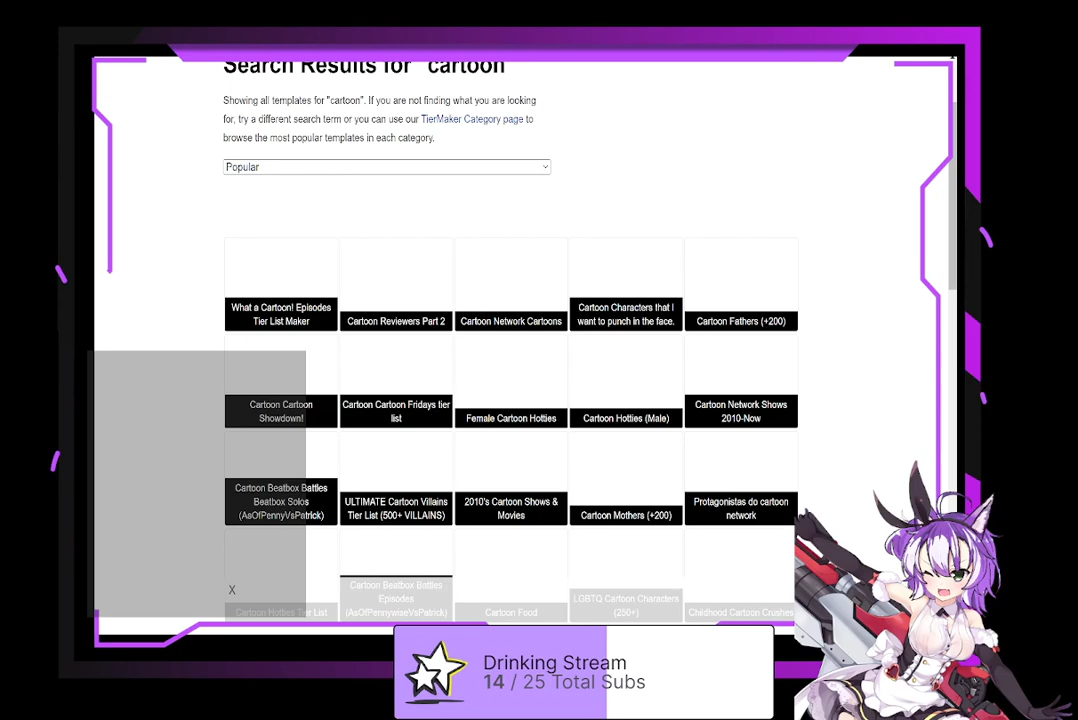 Search Results for "cartoon"
Showing all templates for "cartoon". If you are not finding what you are looking
for, try a different search term or you can use our TierMaker Category page to
browse the most popular templates in each category.
Popular
What a Cartoon! Episodes
Tier List Maker
Cartoon Reviewers Part 2
Cartoon Network Cartoons
Cartoon Characters that I
want to punch in the face.
Cartoon Fathers (+200)
Cartoon Cartoon
Showdown!
Cartoon Cartoon Fridays tier
list
Female Cartoon Hotties
Cartoon Hotties (Male)
Cartoon Network Shows
2010-Now
Cartoon Beatbox Battles
Beatbox Solos
(AsOfPennyVsPatrick)
ULTIMATE Cartoon Villains
Tier List (500+ VILLAINS)
2010's Cartoon Shows &
Movies
Cartoon Mothers (+200)
Protagonistas do cartoon
network
X
Cartoon Hotties Tier List
Cartoon Beatbox Battles
Episodes
(AsOfPennywiseVsPatrick)
Cartoon Food
LGBTQ Cartoon Characters
(250+)
Childhood Cartoon Crushes
Drinking Stream
14 / 25 Total Subs